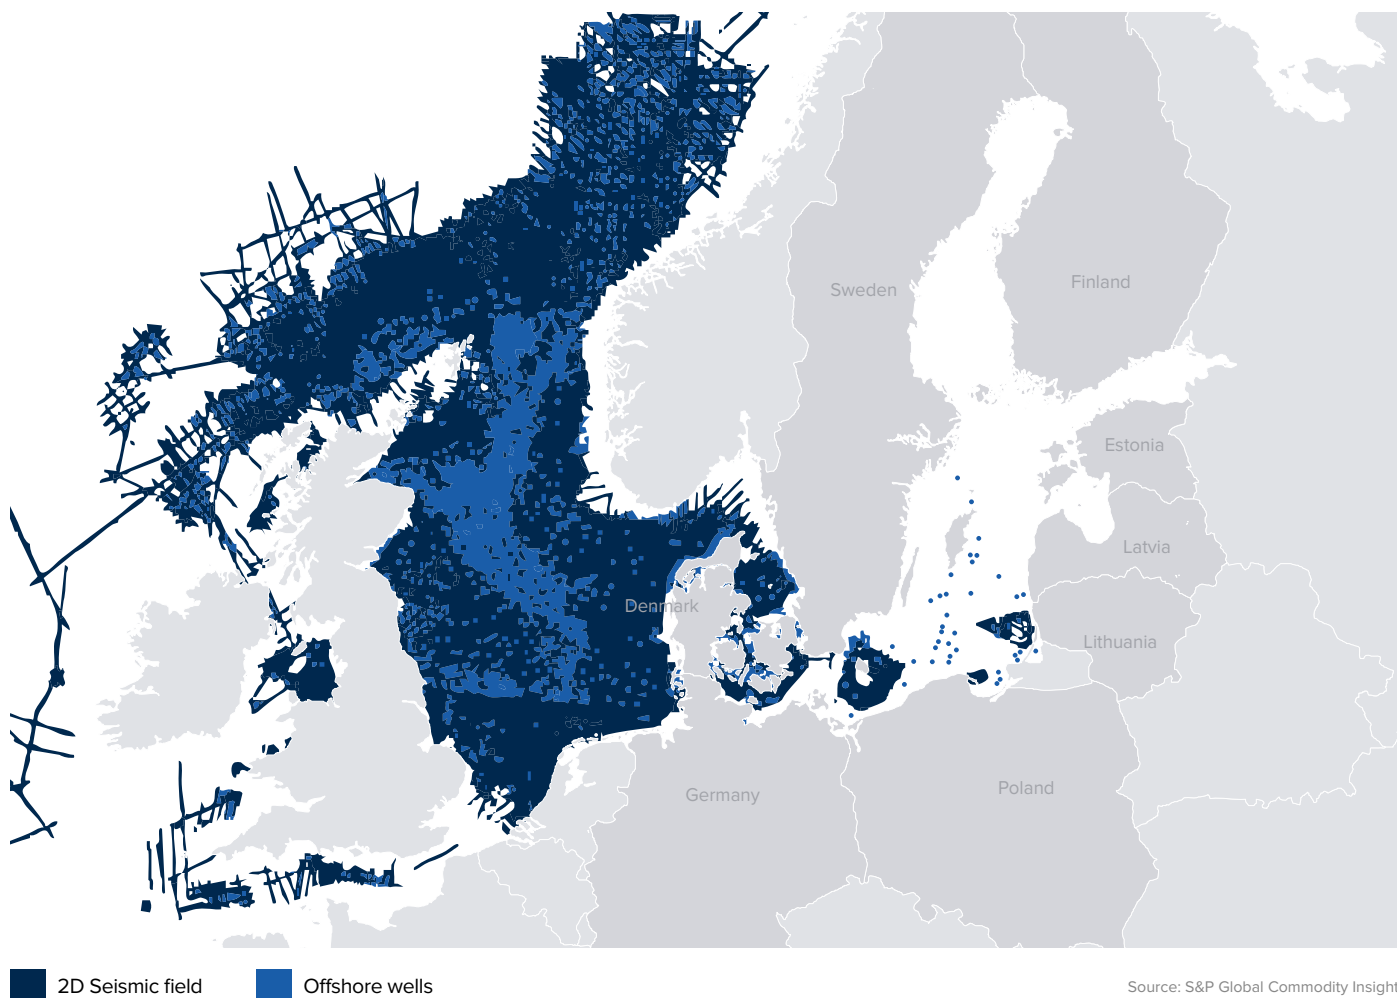 Sweden
Finland
Estonia
Latvia
Denmark
Lithuania
Germany
Poland
2D Seismic field
Offshore wells
Source: S&P Global Commodity Insight